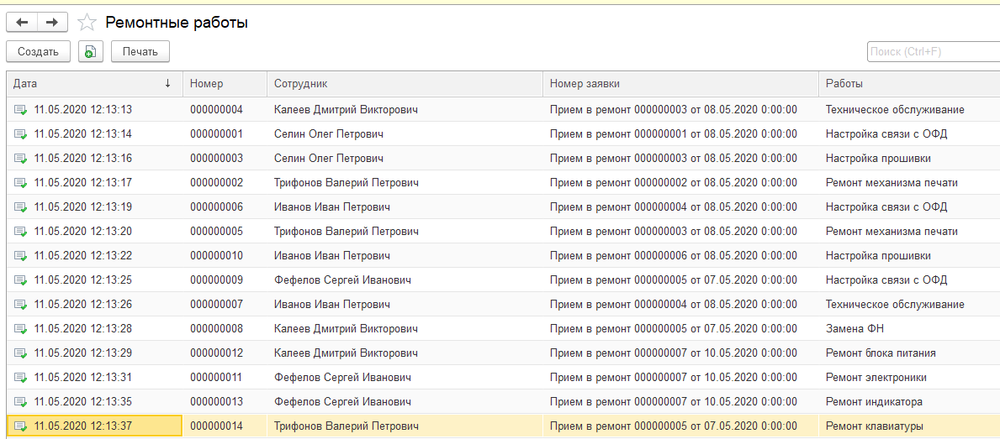 Ремонтные работы
Создать Печать Поиск (Ctrl+F)
Дата ↓ Номер Сотрудник Номер заявки Работы
11.05.2020 12:13:13 000000004 Калеев Дмитрий Викторович Прием в ремонт 000000003 от 08.05.2020 0:00:00 Техническое обслуживание
11.05.2020 12:13:14 000000001 Селин Олег Петрович Прием в ремонт 000000001 от 08.05.2020 0:00:00 Настройка связи с ОФД
11.05.2020 12:13:16 000000003 Селин Олег Петрович Прием в ремонт 000000003 от 08.05.2020 0:00:00 Настройка прошивки
11.05.2020 12:13:17 000000002 Трифонов Валерий Петрович Прием в ремонт 000000002 от 08.05.2020 0:00:00 Ремонт механизма печати
11.05.2020 12:13:19 000000006 Иванов Иван Петрович Прием в ремонт 000000004 от 08.05.2020 0:00:00 Настройка связи с ОФД
11.05.2020 12:13:20 000000005 Трифонов Валерий Петрович Прием в ремонт 000000003 от 08.05.2020 0:00:00 Ремонт механизма печати
11.05.2020 12:13:22 000000010 Иванов Иван Петрович Прием в ремонт 000000006 от 08.05.2020 0:00:00 Настройка прошивки
11.05.2020 12:13:25 000000009 Фефелов Сергей Иванович Прием в ремонт 000000005 от 07.05.2020 0:00:00 Настройка связи с ОФД
11.05.2020 12:13:26 000000007 Иванов Иван Петрович Прием в ремонт 000000004 от 08.05.2020 0:00:00 Техническое обслуживание
11.05.2020 12:13:28 000000008 Калеев Дмитрий Викторович Прием в ремонт 000000005 от 07.05.2020 0:00:00 Замена ФН
11.05.2020 12:13:29 000000012 Калеев Дмитрий Викторович Прием в ремонт 000000007 от 10.05.2020 0:00:00 Ремонт блока питания
11.05.2020 12:13:31 000000011 Фефелов Сергей Иванович Прием в ремонт 000000007 от 10.05.2020 0:00:00 Ремонт электроники
11.05.2020 12:13:35 000000013 Фефелов Сергей Иванович Прием в ремонт 000000007 от 10.05.2020 0:00:00 Ремонт индикатора
11.05.2020 12:13:37 000000014 Трифонов Валерий Петрович Прием в ремонт 000000005 от 07.05.2020 0:00:00 Ремонт клавиатуры